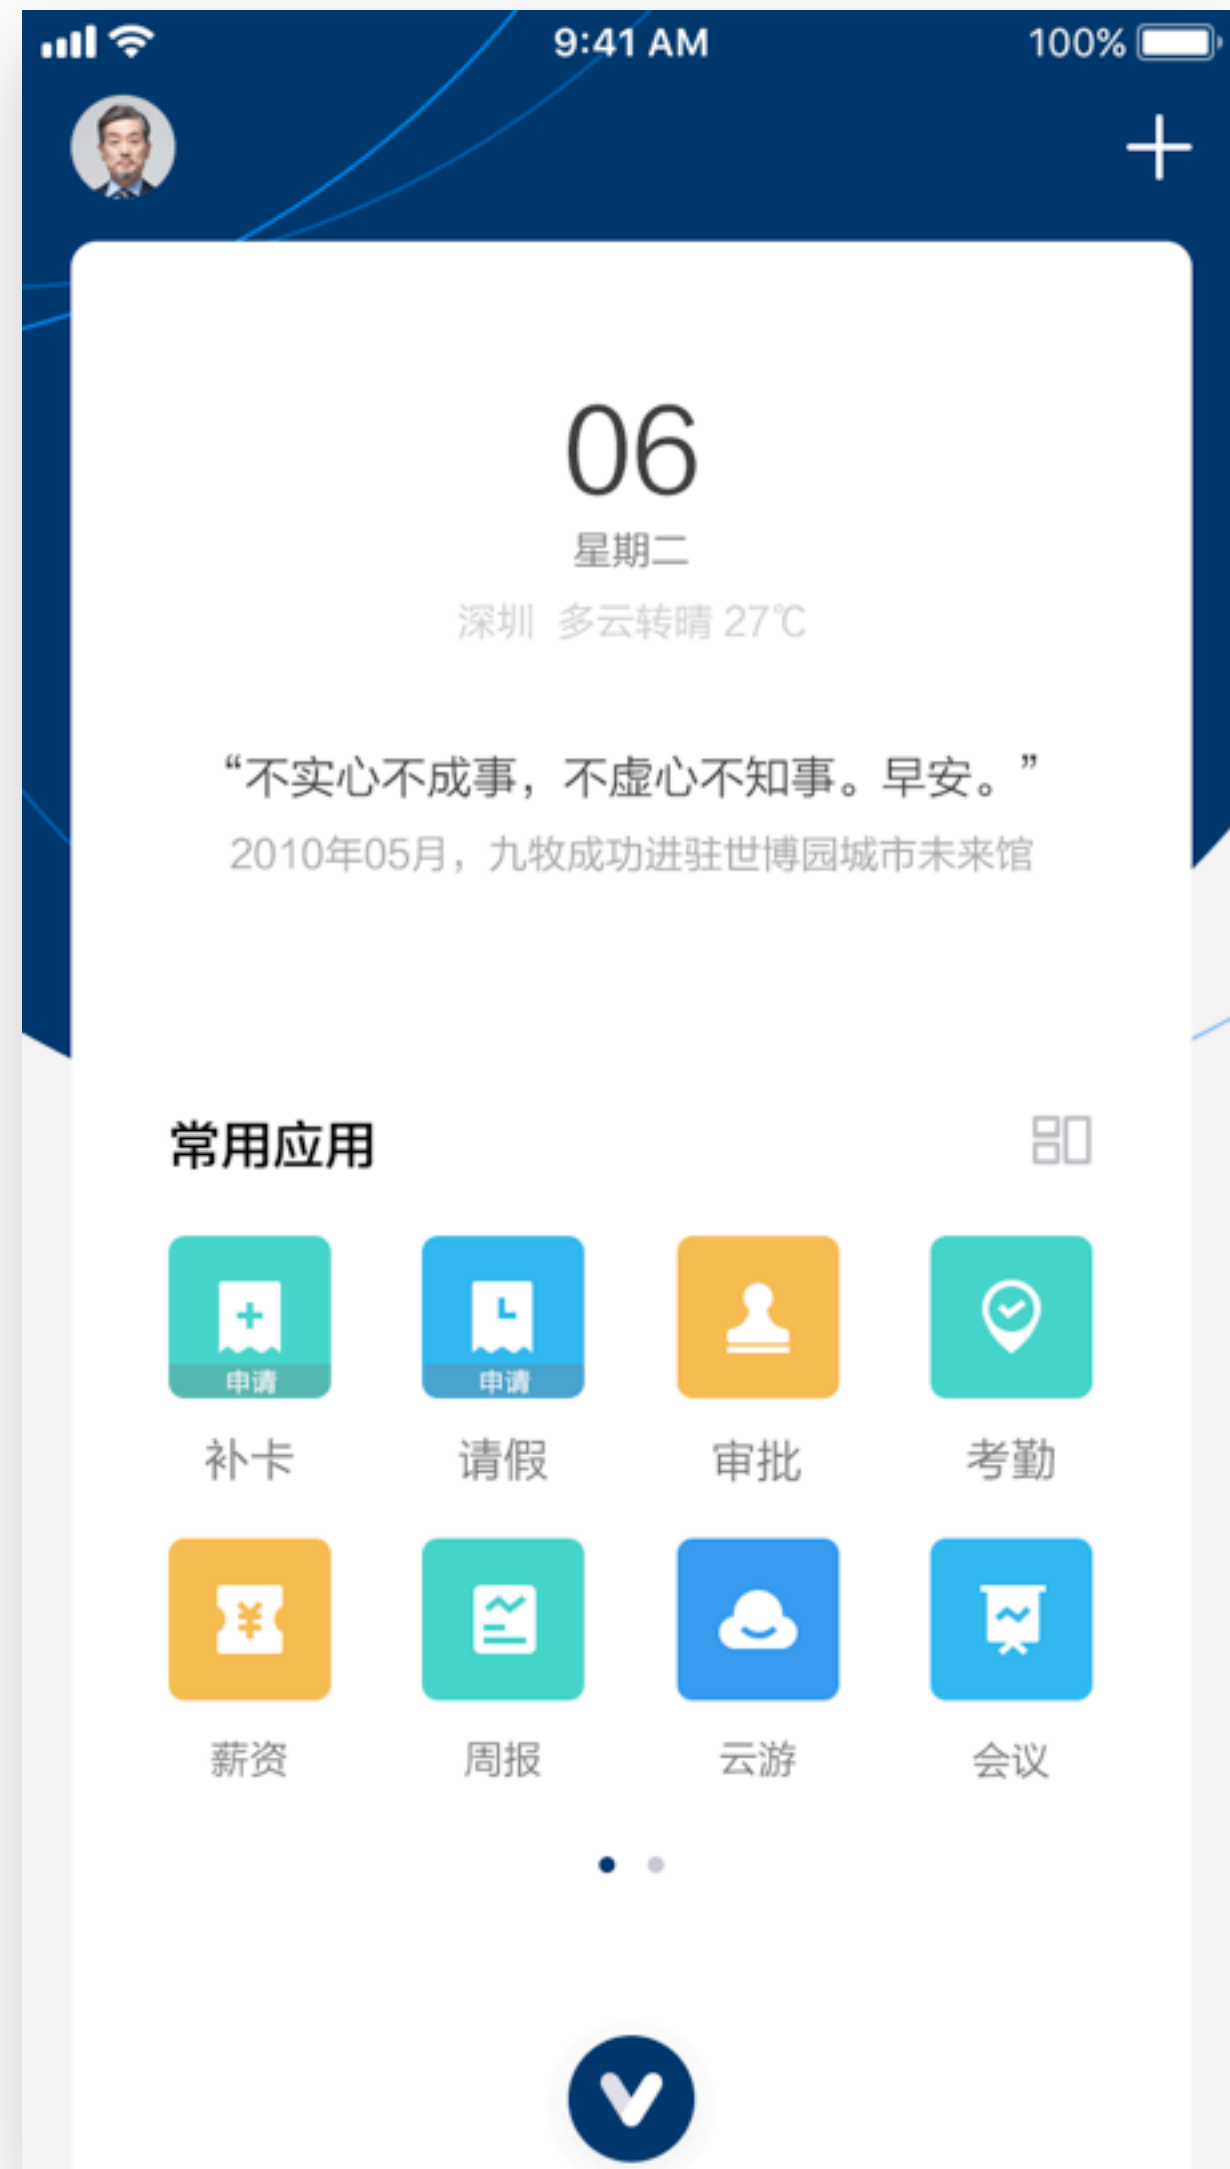 9:41 AM 100%
06
星期二
深圳 多云转晴 27℃
“不实心不成事，不虚心不知事。早安。”
2010年05月，九牧成功进驻世博园城市未来馆
常用应用
申请 申请
补卡 请假 审批 考勤
薪资 周报 云游 会议